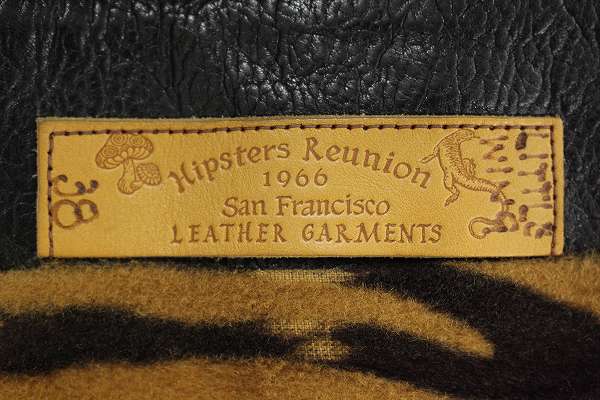 Hipsters Reunion
1966
San Francisco
LEATHER GARMENTS
38